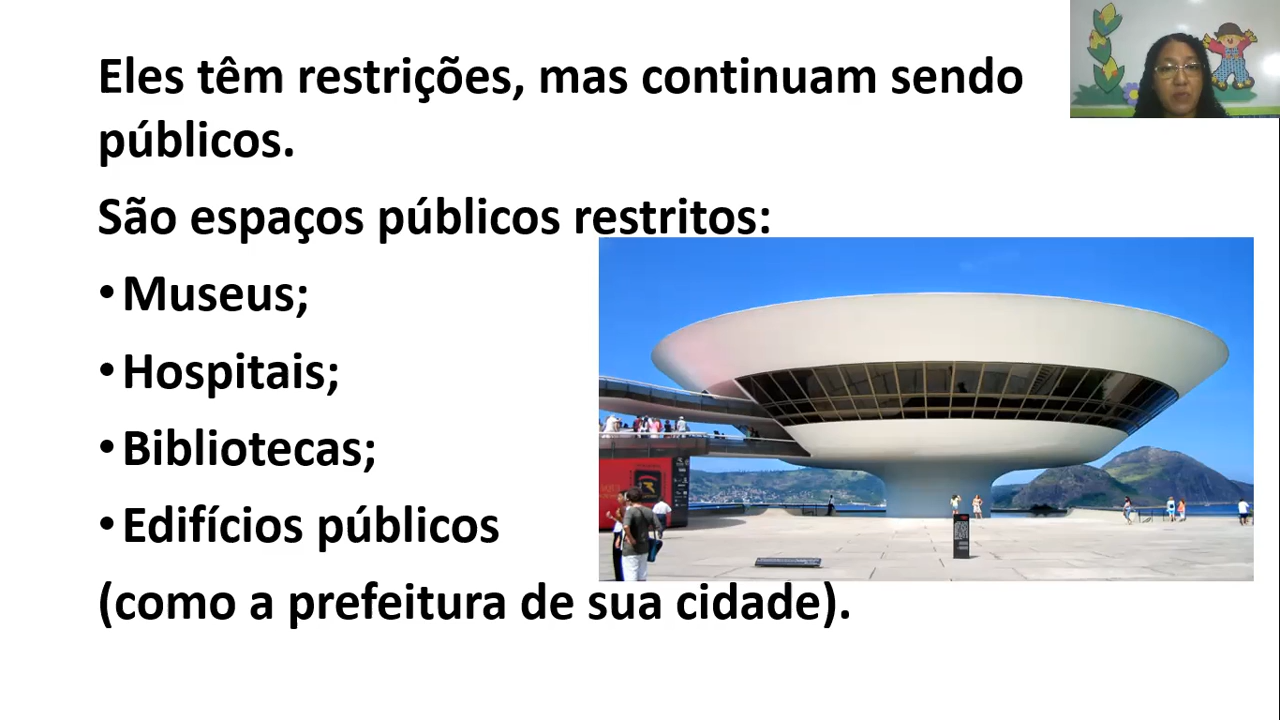 Eles têm restrições, mas continuam sendo
públicos.
São espaços públicos restritos:
•Museus;
•Hospitais;
•Bibliotecas;
•Edifícios públicos
(como a prefeitura de sua cidade).